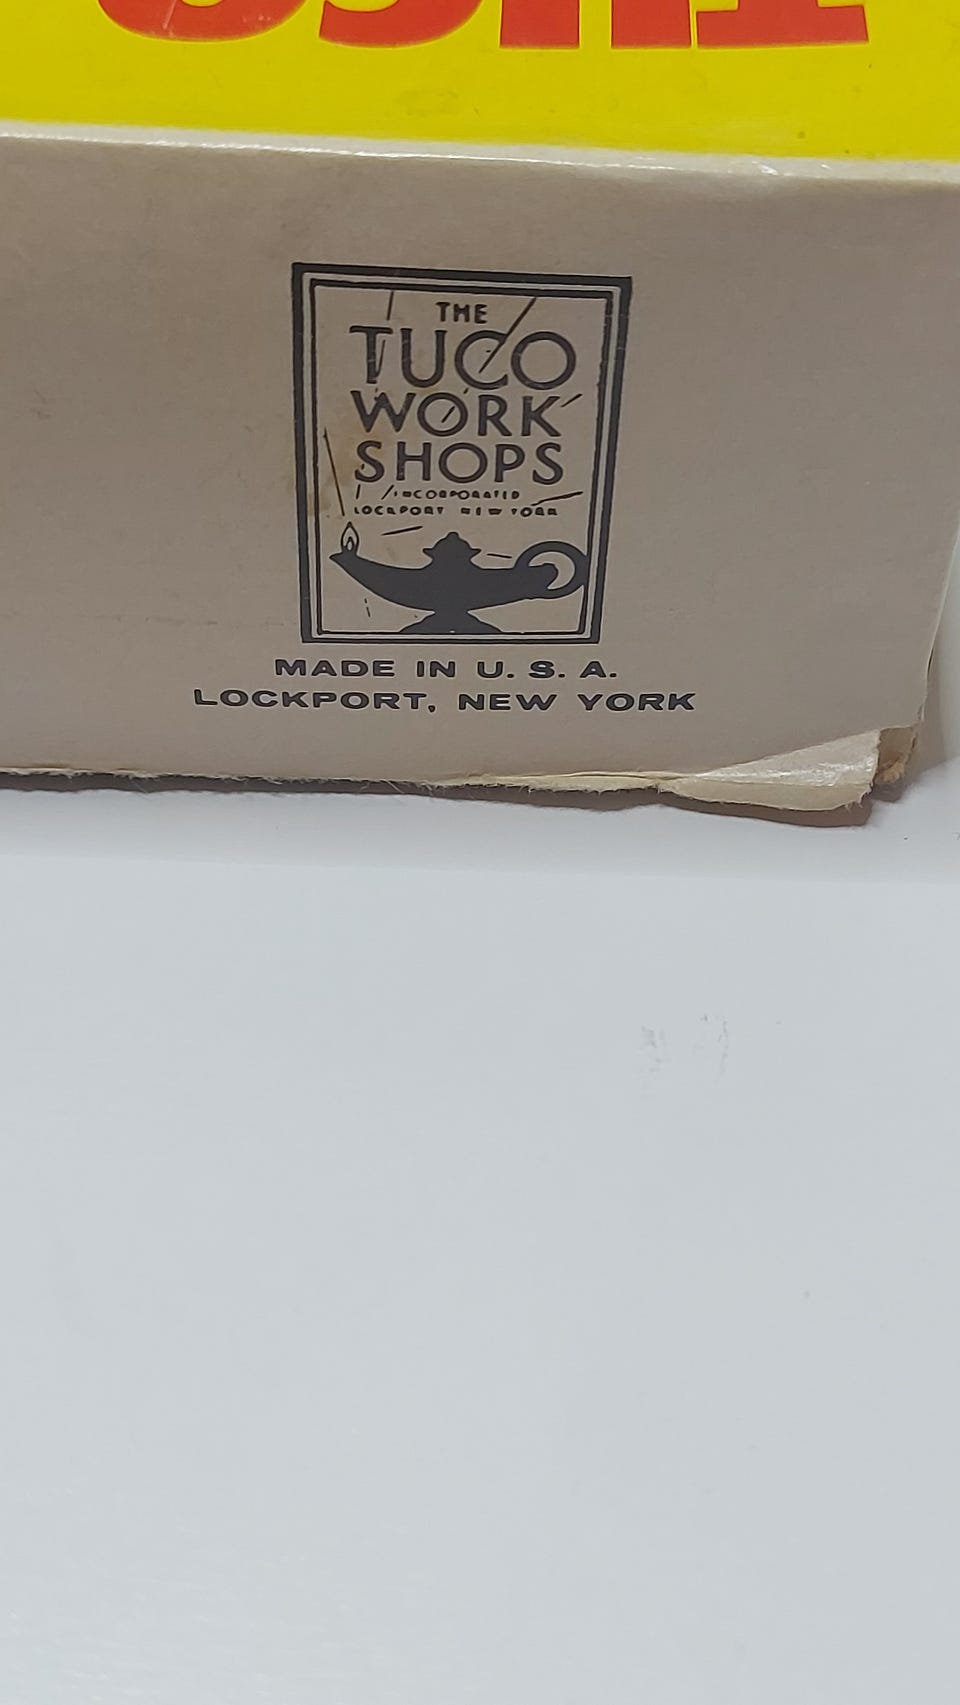 THE
TUCO
WORK
SHOPS
INCORPORATED
LOCKPORT NEW YORK
MADE IN U. S. A.
LOCKPORT, NEW YORK